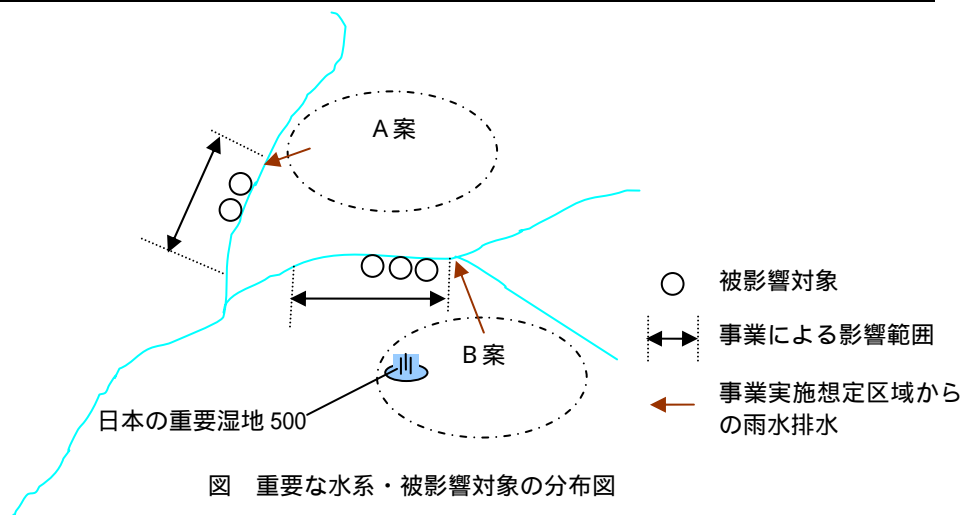 A案
B案
日本の重要湿地 500
被影響対象
事業による影響範囲
事業実施想定区域から
の雨水排水
図 重要な水系・被影響対象の分布図